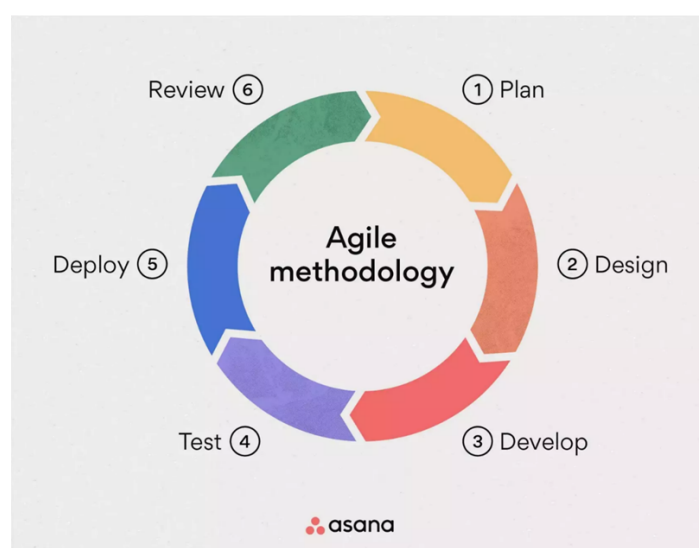 Agile
methodology
1 Plan
2 Design
3 Develop
Test 4
Deploy 5
Review 6
asana